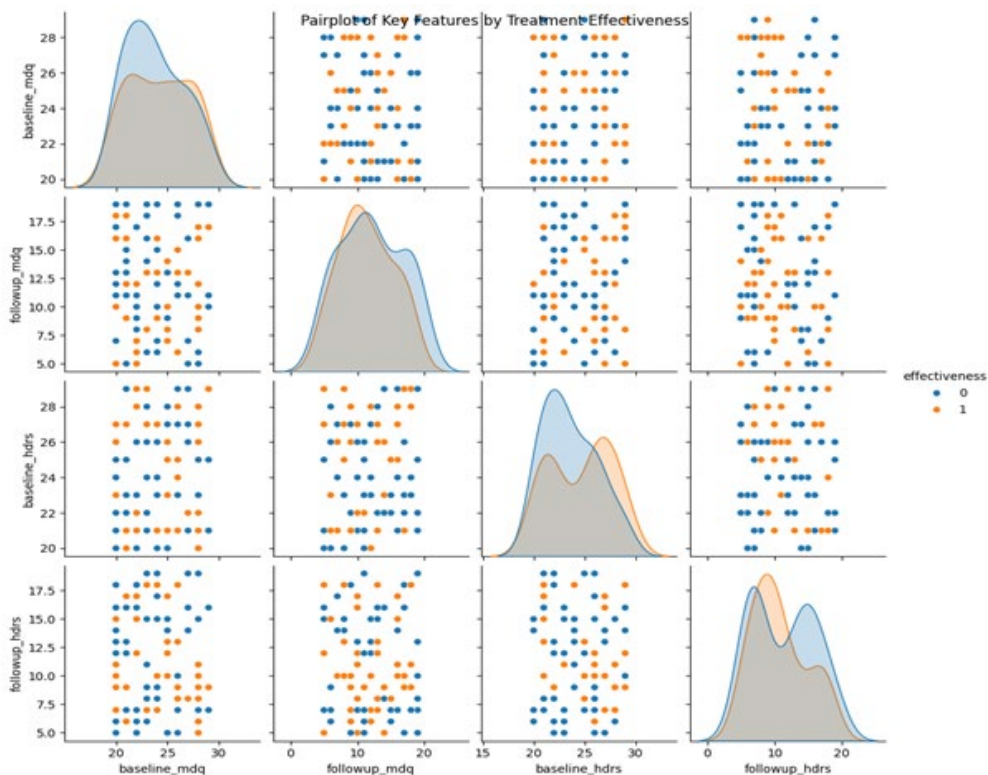 Pairplot of Key Features by Treatment Effectiveness
baseline_mdq
28
26
24
22
20
followup_mdq
17.5
15.0
12.5
10.0
7.5
5.0
baseline_hdrs
28
26
24
22
20
followup_hdrs
17.5
15.0
12.5
10.0
7.5
5.0
20 30
0 10 20
15 20 25 30
0 10 20
baseline_mdq
followup_mdq
baseline_hdrs
followup_hdrs
effectiveness
0
1